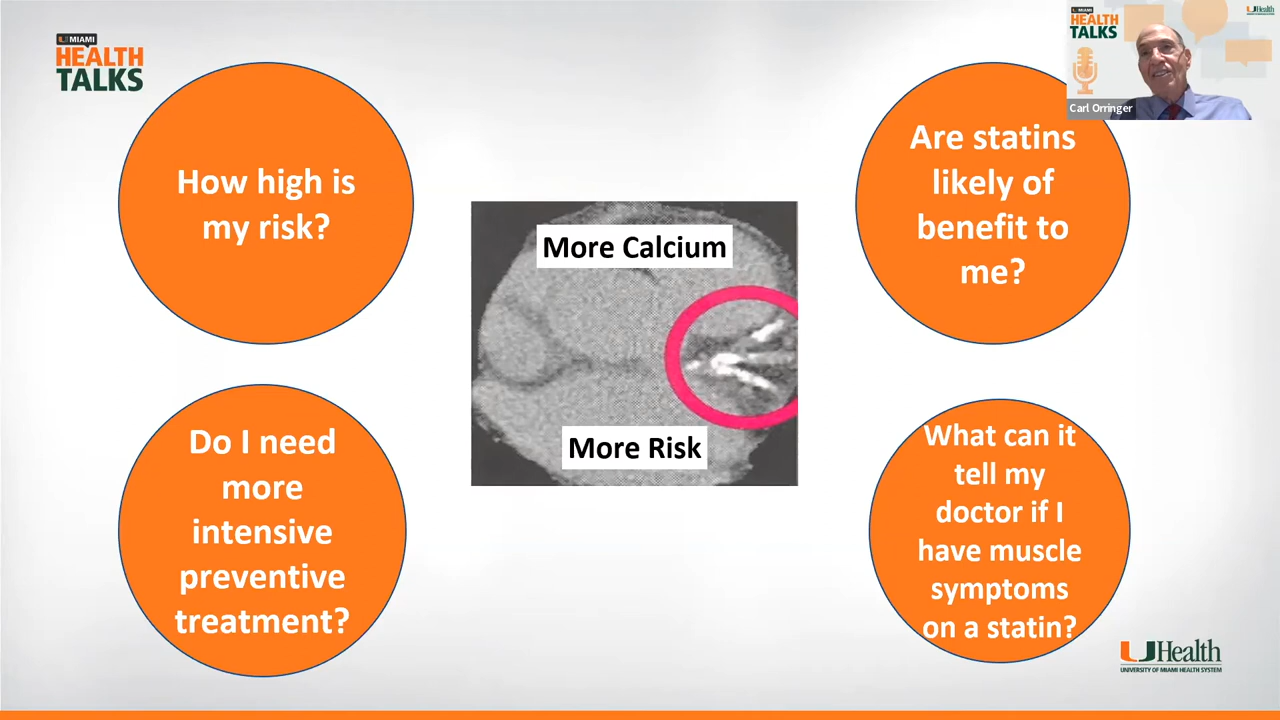 U MIAMI
HEALTH
TALKS
How high is
my risk?
Do I need
more
intensive
preventive
treatment?
More Calcium
More Risk
HEALTH
TALKS
UHealth
Carl Orringer
Are statins
likely of
benefit to
me?
What can it
tell my
doctor if I
have muscle
symptoms
on a statin?
UHealth
UNIVERSITY OF MIAMI HEALTH SYSTEM